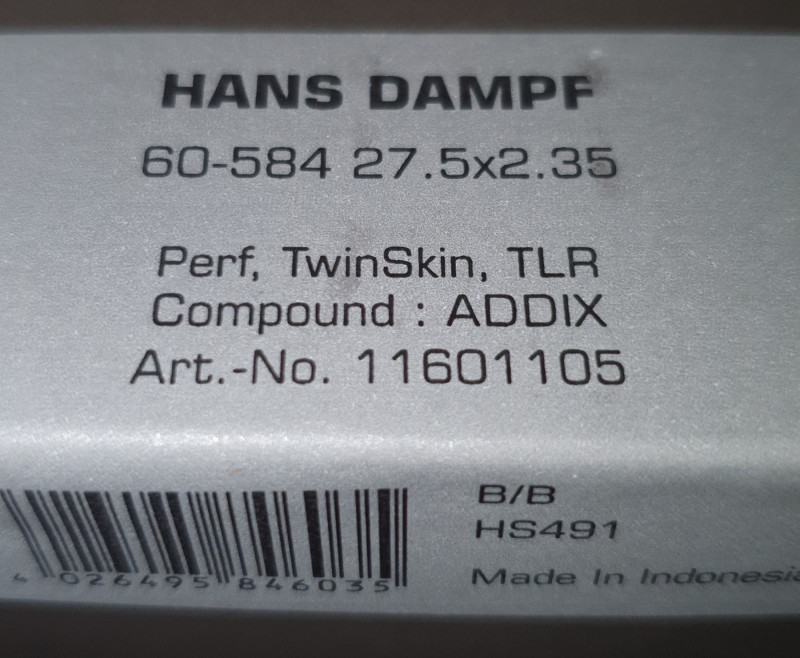 HANS DAMPF
60-584 27.5x2.35
Perf, TwinSkin, TLR
Compound : ADDIX
Art.-No. 11601105
B/B
HS491
Made In Indonesia
4 026495 846035